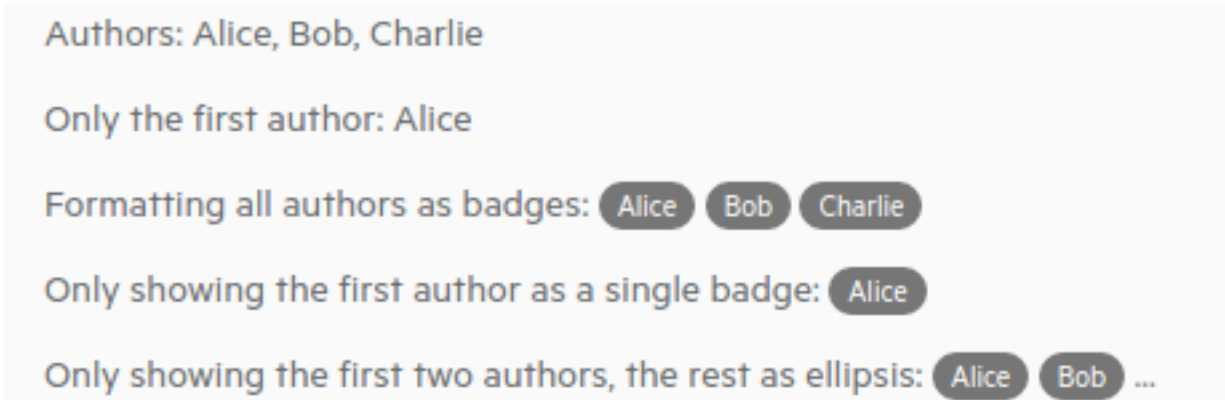 Authors: Alice, Bob, Charlie
Only the first author: Alice
Formatting all authors as badges: Alice Bob Charlie
Only showing the first author as a single badge: Alice
Only showing the first two authors, the rest as ellipsis: Alice Bob ...